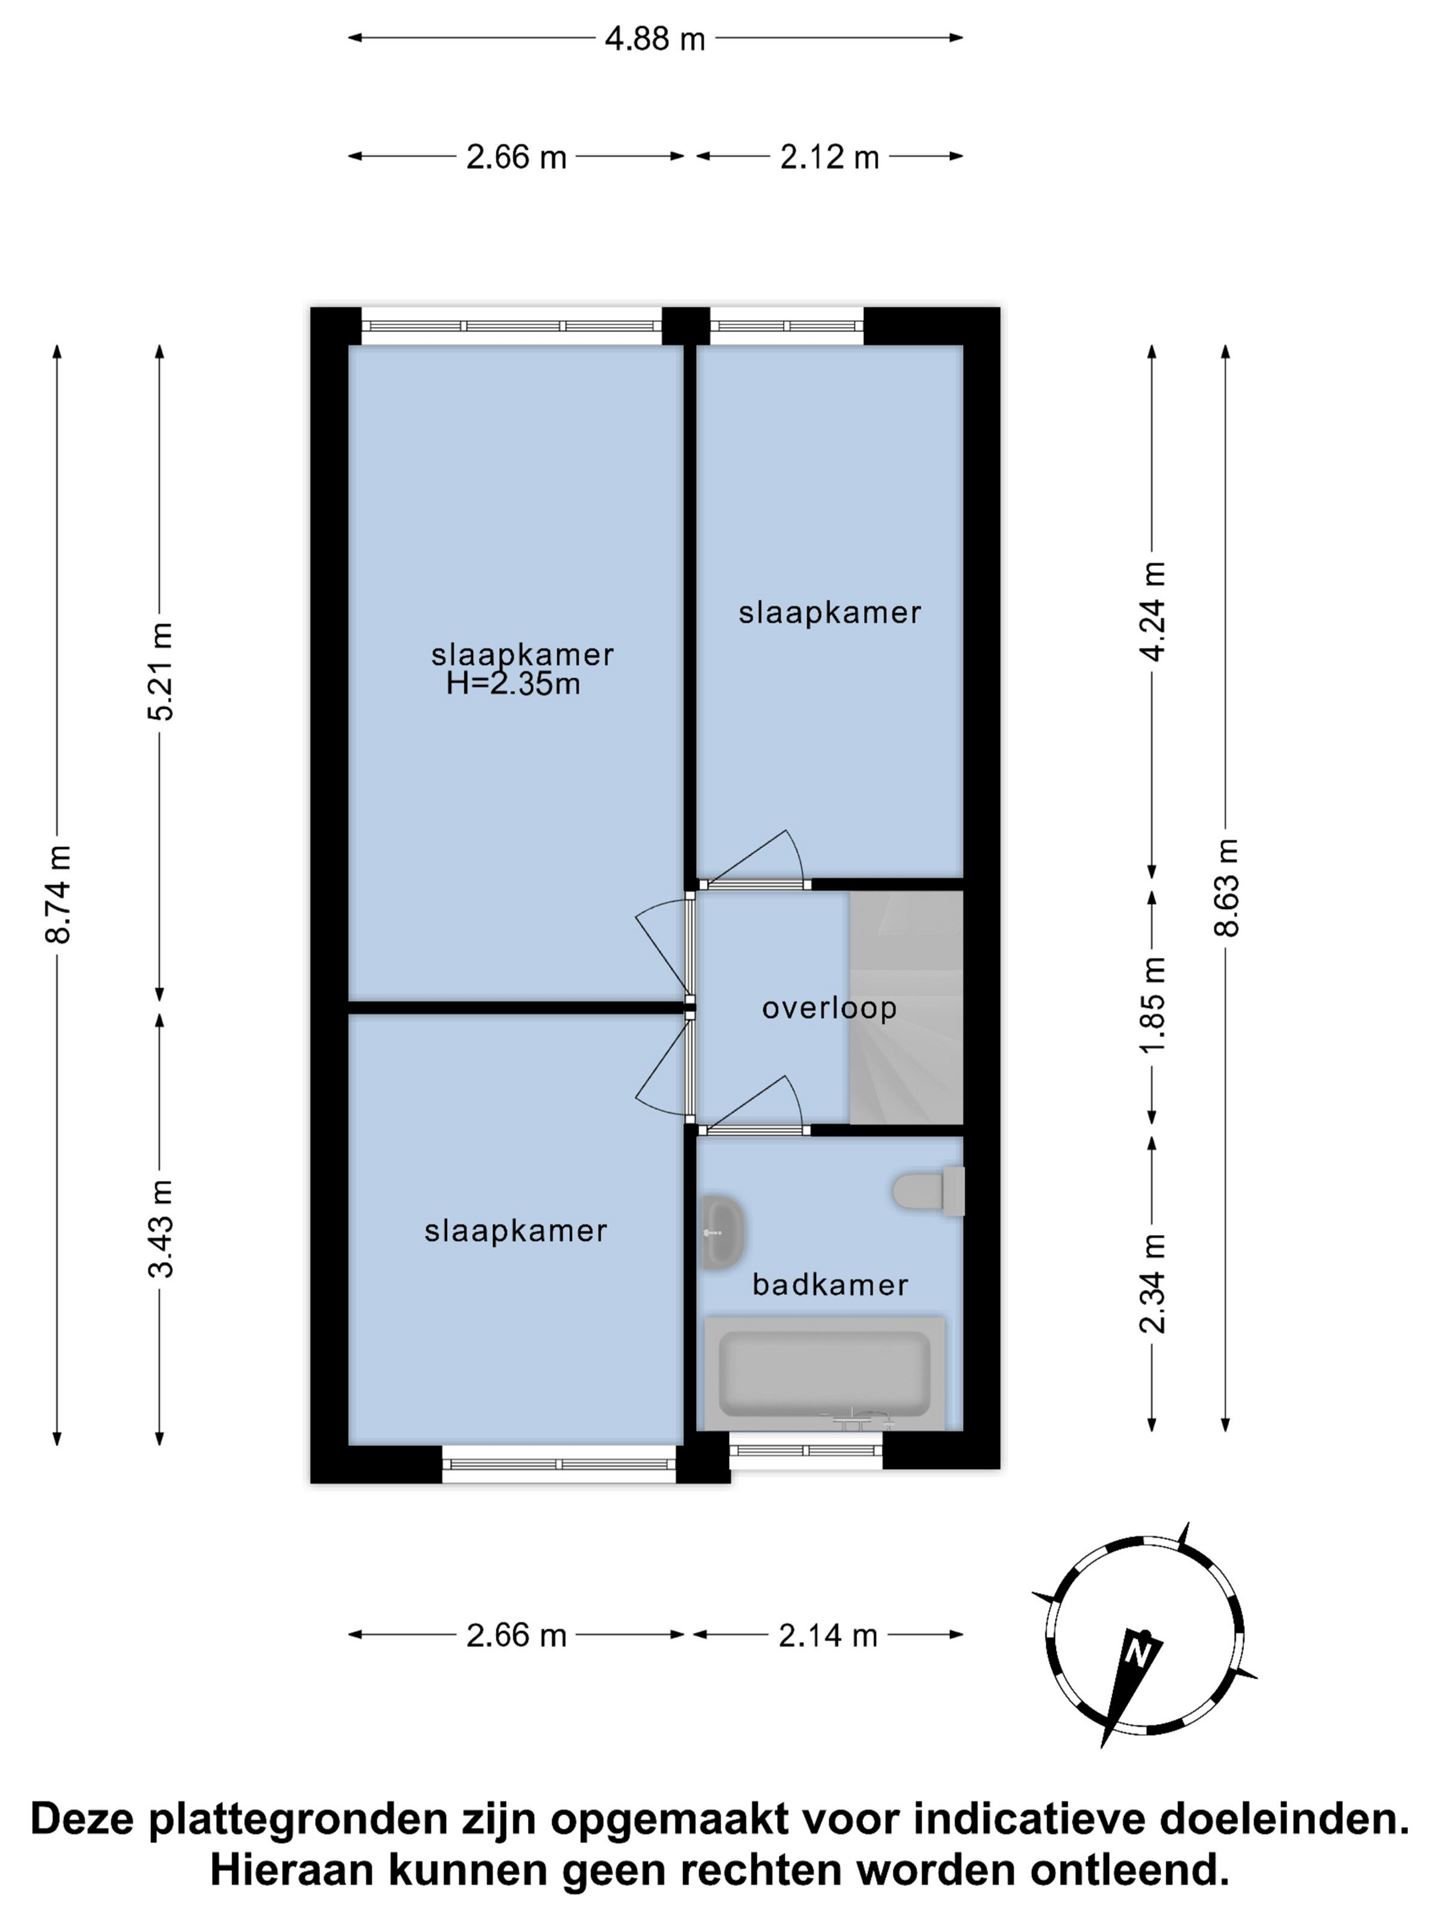 4.88 m
2.66 m
2.12 m
slaapkamer
slaapkamer
H=2.35m
5.21 m
4.24 m
8.74 m
8.63 m
overloop
1.85 m
slaapkamer
3.43 m
badkamer
2.34 m
2.66 m
2.14 m
N
Deze plattegronden zijn opgemaakt voor indicatieve doeleinden.
Hieraan kunnen geen rechten worden ontleend.